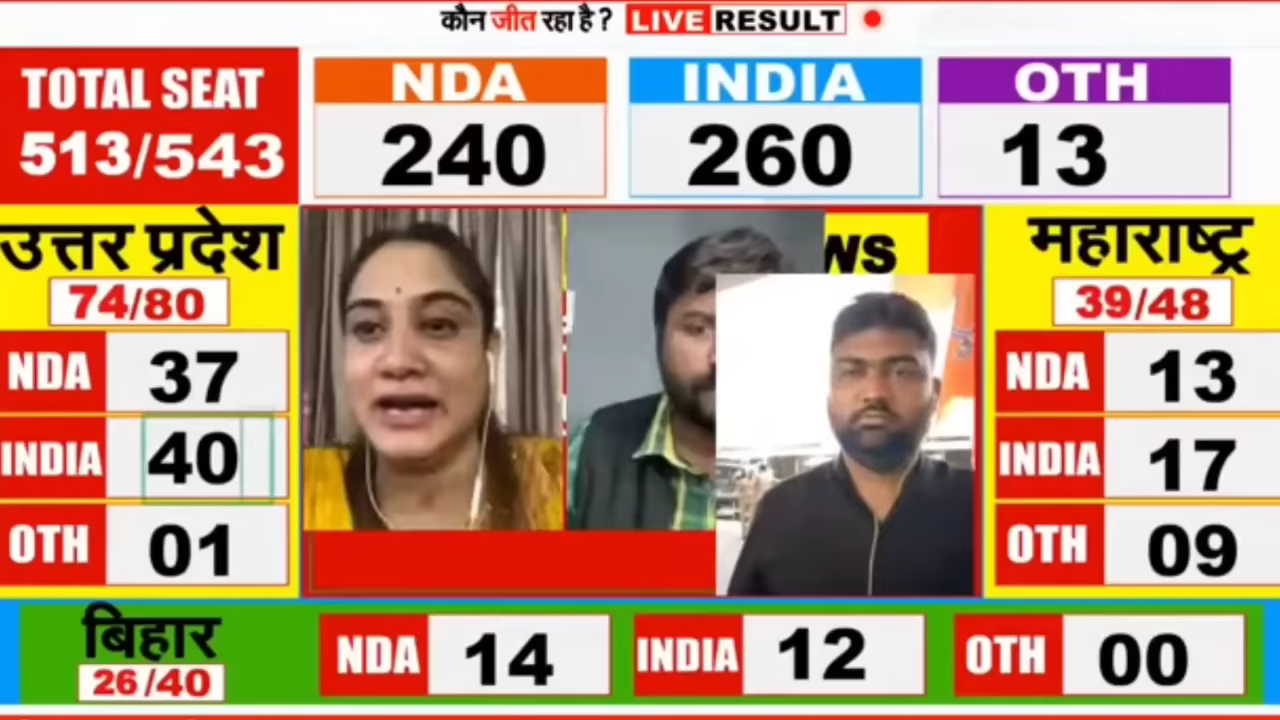 कौन जीत रहा है ? LIVE RESULT
TOTAL SEAT
513/543
NDA
240
INDIA
260
OTH
13
उत्तर प्रदेश
74/80
NDA 37
INDIA 40
OTH 01
WS
महाराष्ट्र
39/48
NDA 13
INDIA 17
OTH 09
बिहार
26/40
NDA 14
INDIA 12
OTH 00